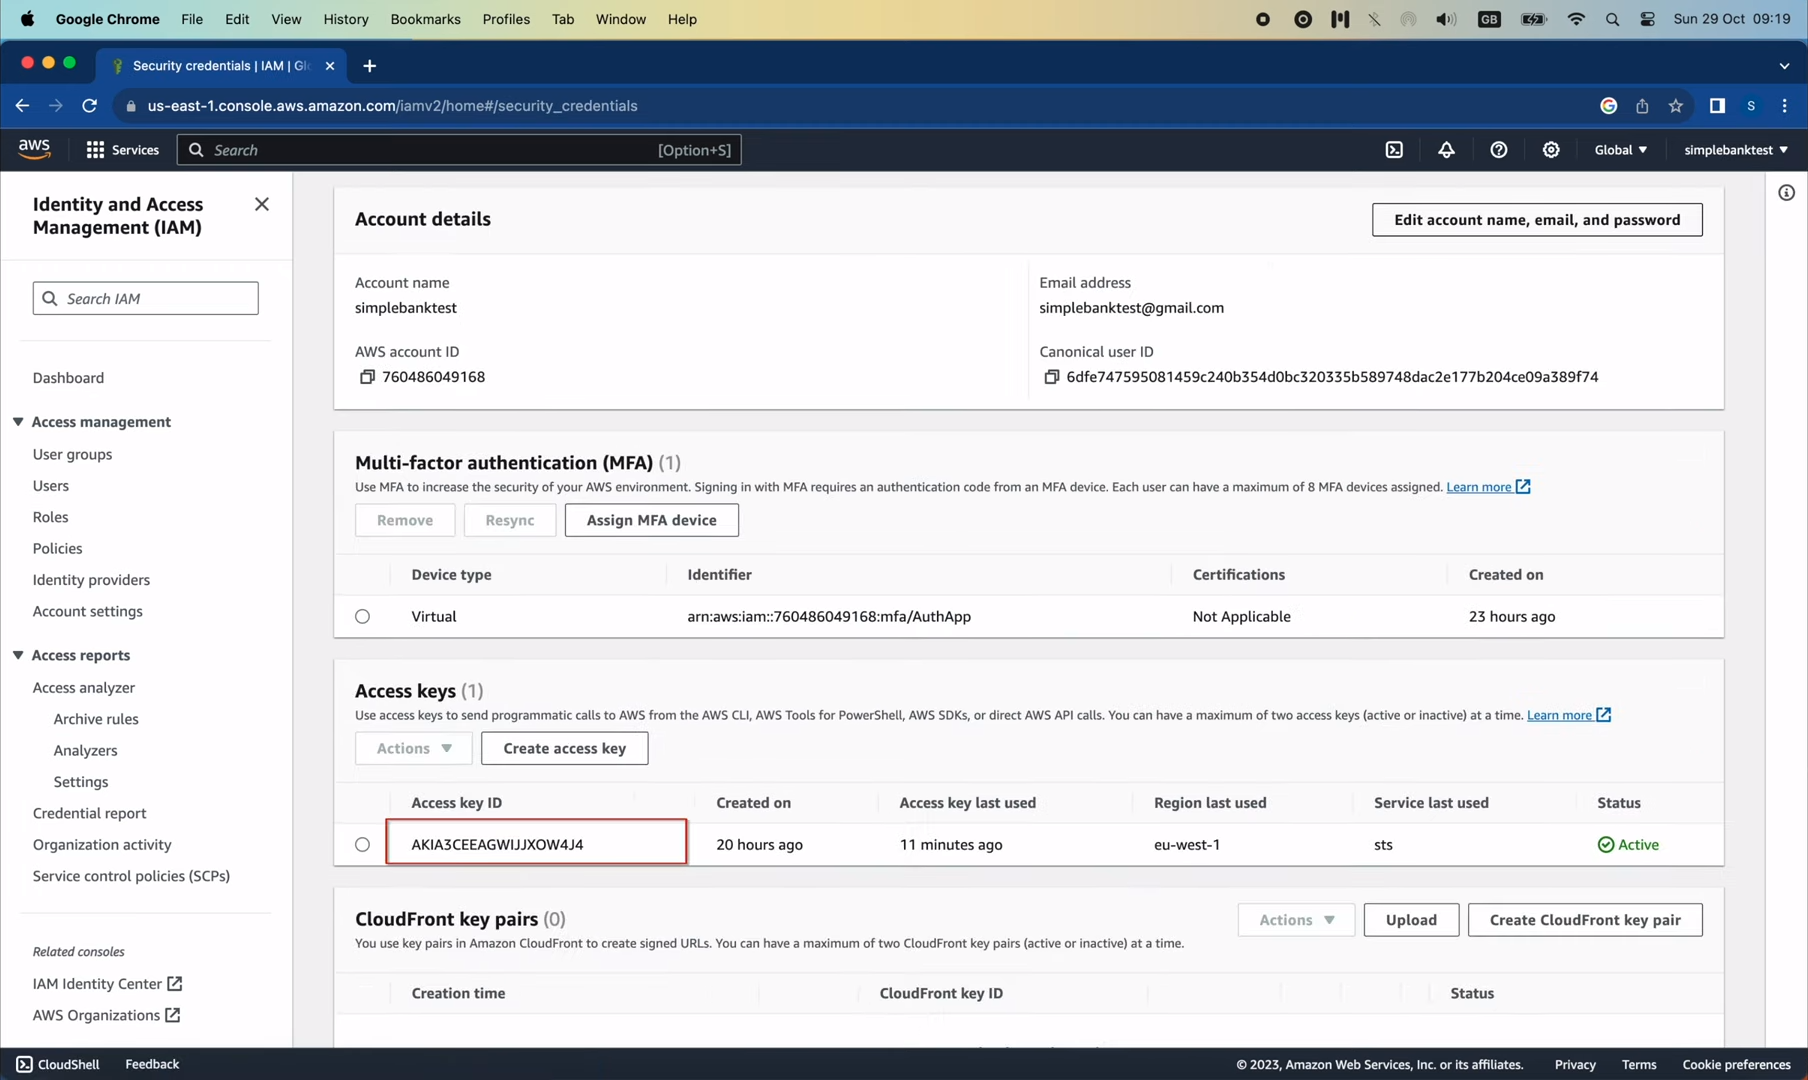 Google Chrome File Edit View History Bookmarks Profiles Tab Window Help GB Sun 29 Oct 09:19
Security credentials | IAM | Glo
us-east-1.console.aws.amazon.com/iamv2/home#/security_credentials S
aws Services Search [Option+S] Global simplebanktest
Identity and Access
Management (IAM)
Search IAM
Dashboard
Access management
User groups
Users
Roles
Policies
Identity providers
Account settings
Access reports
Access analyzer
Archive rules
Analyzers
Settings
Credential report
Organization activity
Service control policies (SCPs)
Related consoles
IAM Identity Center
AWS Organizations
Account details Edit account name, email, and password
Account name Email address
simplebanktest simplebanktest@gmail.com
AWS account ID Canonical user ID
760486049168 6dfe747595081459c240b354d0bc320335b589748dac2e177b204ce09a389f74
Multi-factor authentication (MFA) (1)
Use MFA to increase the security of your AWS environment. Signing in with MFA requires an authentication code from an MFA device. Each user can have a maximum of 8 MFA devices assigned. Learn more
Remove Resync Assign MFA device
Device type Identifier Certifications Created on
Virtual arn:aws:iam::760486049168:mfa/AuthApp Not Applicable 23 hours ago
Access keys (1)
Use access keys to send programmatic calls to AWS from the AWS CLI, AWS Tools for PowerShell, AWS SDKs, or direct AWS API calls. You can have a maximum of two access keys (active or inactive) at a time. Learn more
Actions Create access key
Access key ID Created on Access key last used Region last used Service last used Status
AKIA3CEEAGWIJJXOW4J4 20 hours ago 11 minutes ago eu-west-1 sts Active
CloudFront key pairs (0) Actions Upload Create CloudFront key pair
You use key pairs in Amazon CloudFront to create signed URLs. You can have a maximum of two CloudFront key pairs (active or inactive) at a time.
Creation time CloudFront key ID Status
CloudShell Feedback © 2023, Amazon Web Services, Inc. or its affiliates. Privacy Terms Cookie preferences